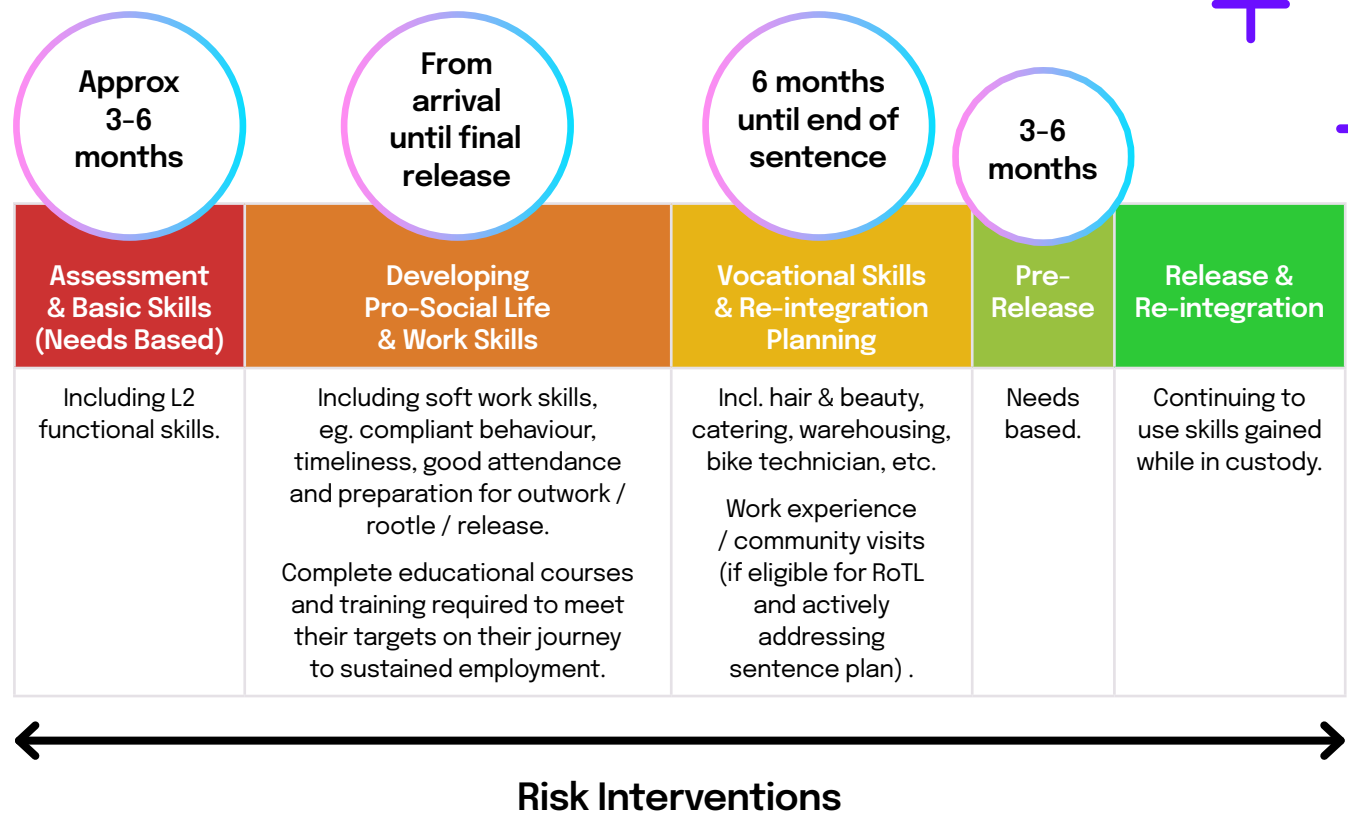 Approx
3-6
months
From
arrival
until final
release
6 months
until end of
sentence
3-6
months
Assessment
& Basic Skills
(Needs Based)
Developing
Pro-Social Life
& Work Skills
Vocational Skills
& Re-integration
Planning
Pre-
Release
Release &
Re-integration
Including L2
functional skills.
Including soft work skills,
eg. compliant behaviour,
timeliness, good attendance
and preparation for outwork /
rootle / release.
Complete educational courses
and training required to meet
their targets on their journey
to sustained employment.
Incl. hair & beauty,
catering, warehousing,
bike technician, etc.
Work experience
/ community visits
(if eligible for RoTL
and actively
addressing
sentence plan) .
Needs
based.
Continuing to
use skills gained
while in custody.
Risk Interventions